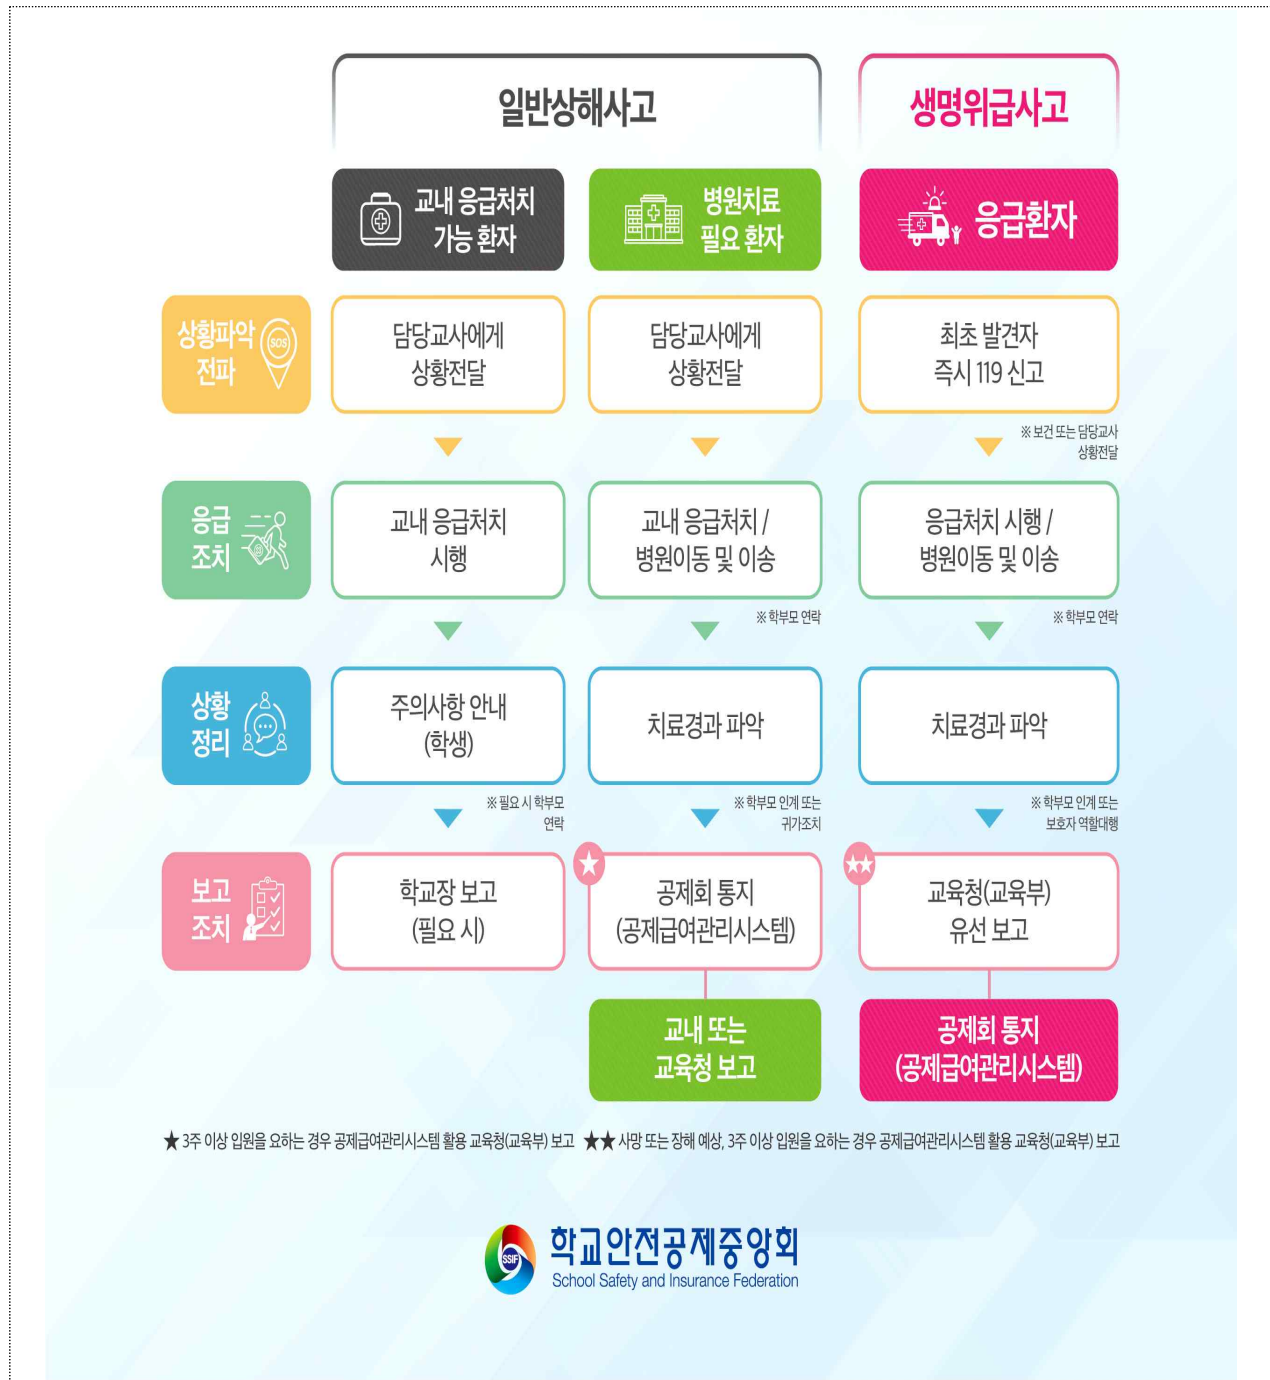 일반상해사고
생명위급사고
교내 응급처치
가능 환자
병원치료
필요 환자
응급환자
상황파악
전파
SOS
담당교사에게
상황전달
담당교사에게
상황전달
최초 발견자
즉시 119 신고
※ 보건 또는 담당교사
상황전달
응급
조치
교내 응급처치
시행
교내 응급처치 /
병원이동 및 이송
응급처치 시행 /
병원이동 및 이송
※ 학부모 연락
※ 학부모 연락
상황
정리
주의사항 안내
(학생)
치료경과 파악
치료경과 파악
※ 필요 시 학부모
연락
※ 학부모 인계 또는
귀가조치
※ 학부모 인계 또는
보호자 역할대행
보고
조치
학교장 보고
(필요 시)
★
공제회 통지
(공제급여관리시스템)
★★
교육청(교육부)
유선 보고
교내 또는
교육청 보고
공제회 통지
(공제급여관리시스템)
★ 3주 이상 입원을 요하는 경우 공제급여관리시스템 활용 교육청(교육부) 보고
★★ 사망 또는 장해 예상, 3주 이상 입원을 요하는 경우 공제급여관리시스템 활용 교육청(교육부) 보고
SSIF
학교안전공제중앙회
School Safety and Insurance Federation